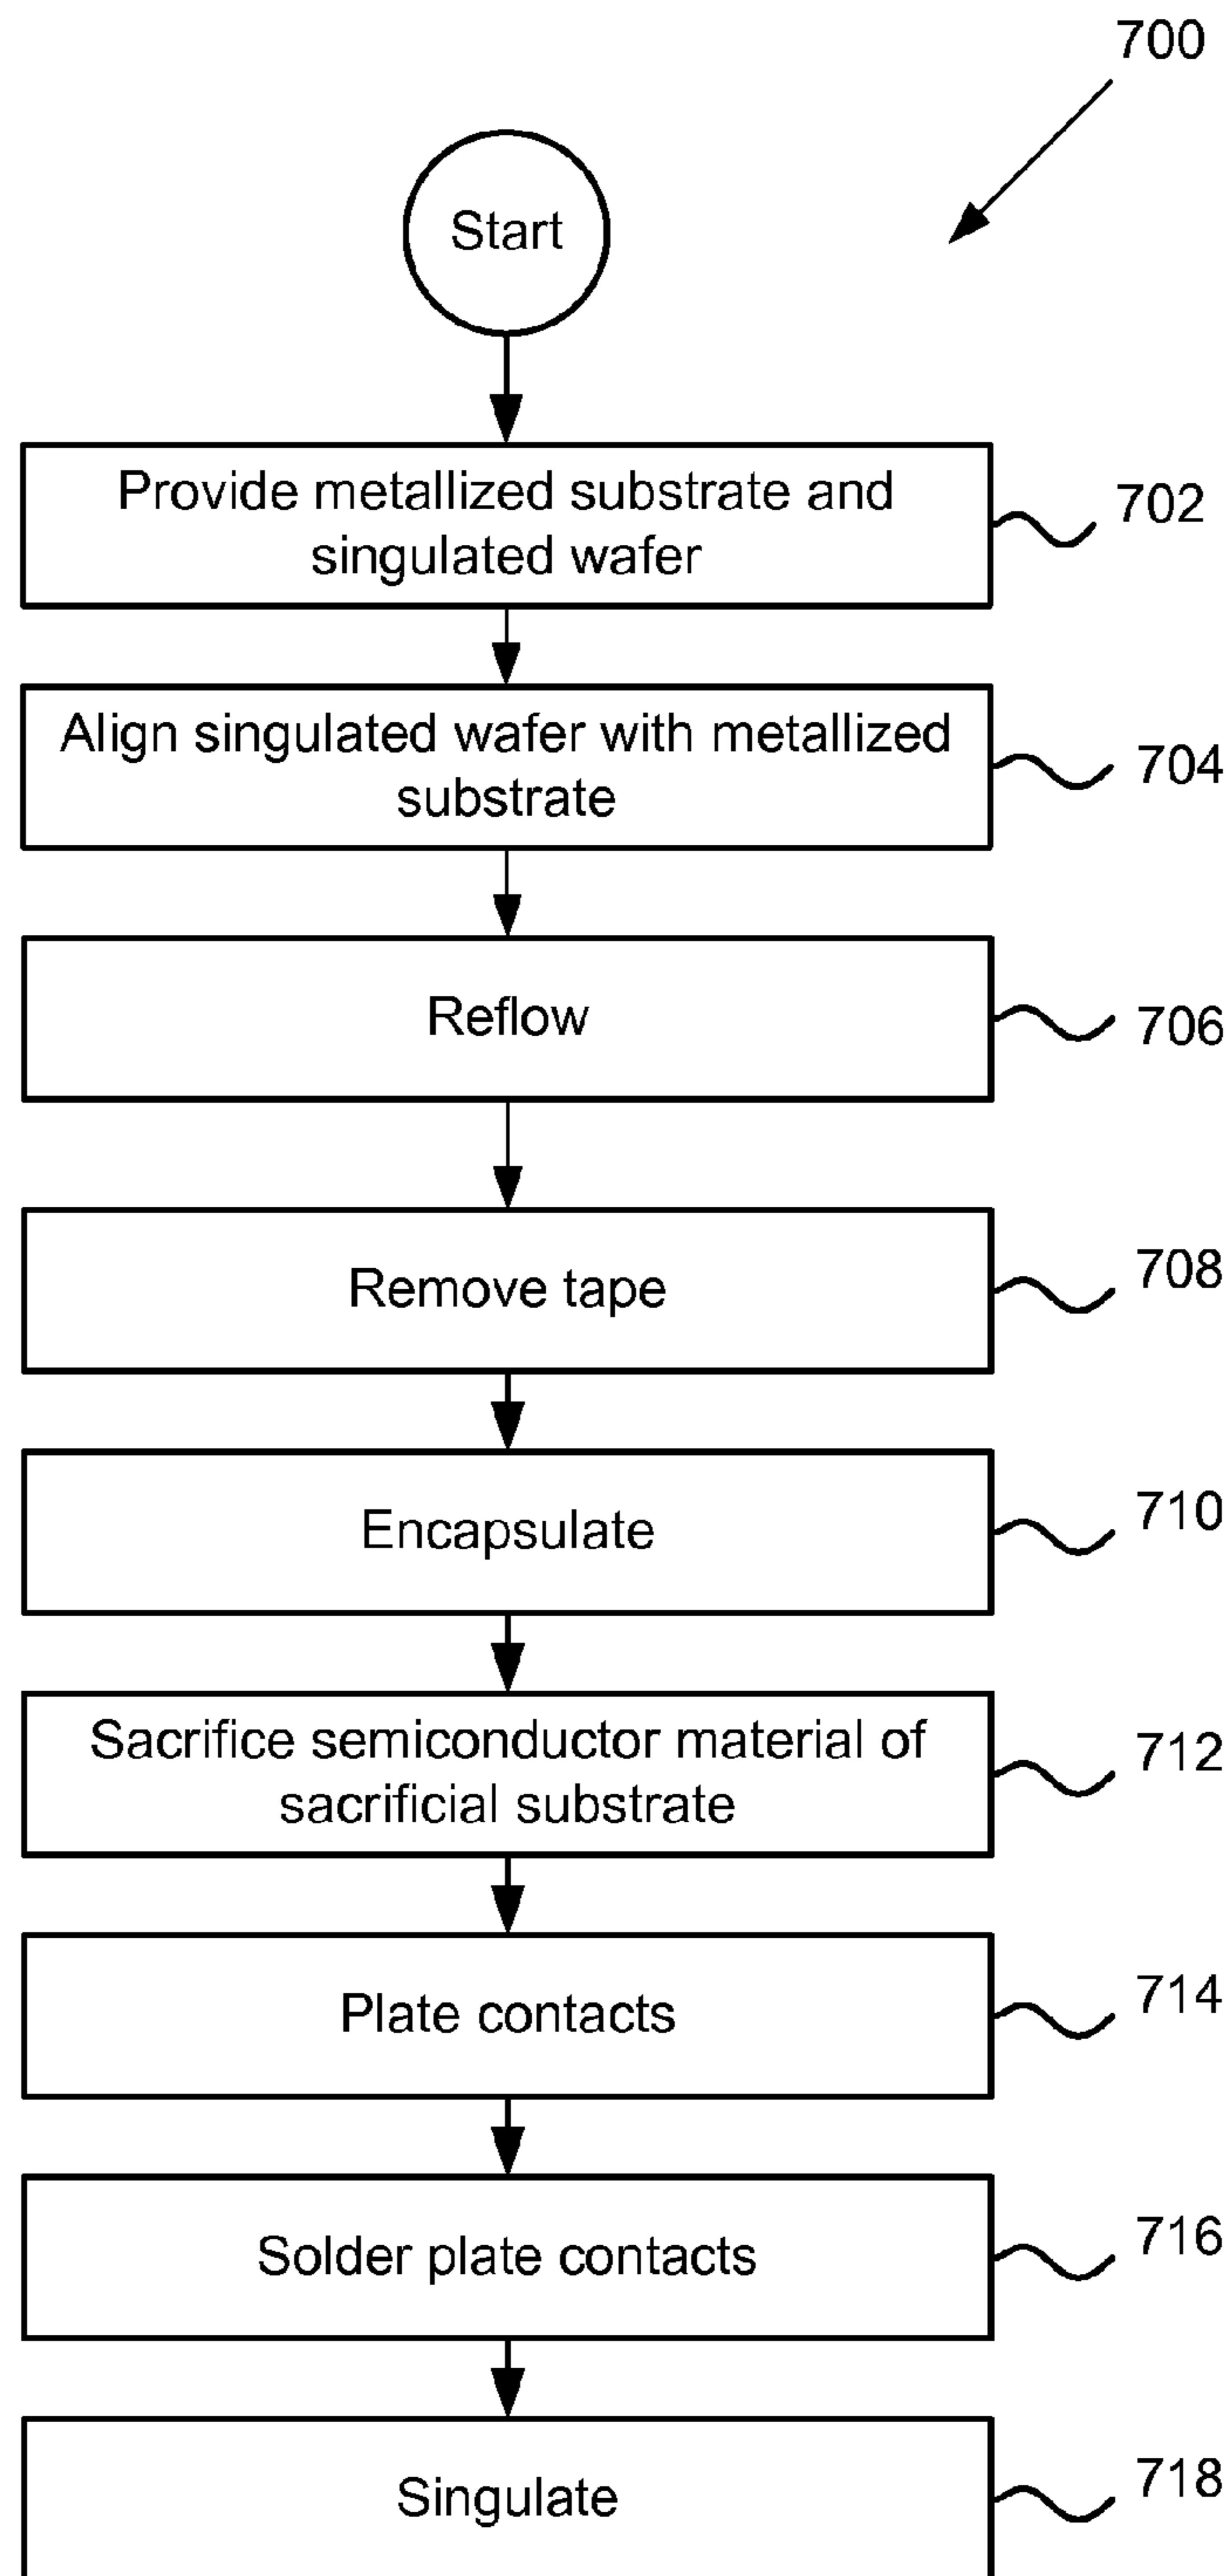 700
Start
Provide metallized substrate and
singulated wafer
702
Align singulated wafer with metallized
substrate
704
Reflow
706
Remove tape
708
Encapsulate
710
Sacrifice semiconductor material of
sacrificial substrate
712
Plate contacts
714
Solder plate contacts
716
Singulate
718